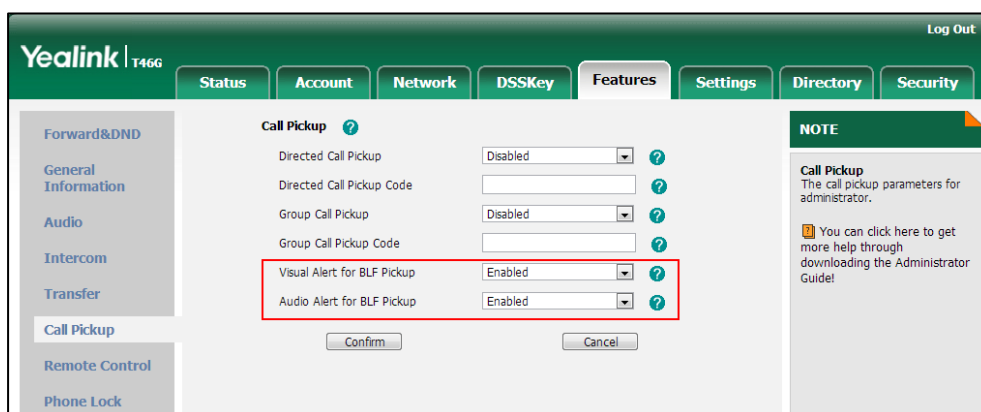 Log Out
Yealink T46G
Status Account Network DSSKey Features Settings Directory Security
Forward&DND
General
Information
Audio
Intercom
Transfer
Call Pickup
Remote Control
Phone Lock
Call Pickup ?
Directed Call Pickup Disabled ?
Directed Call Pickup Code ?
Group Call Pickup Disabled ?
Group Call Pickup Code ?
Visual Alert for BLF Pickup Enabled ?
Audio Alert for BLF Pickup Enabled ?
Confirm Cancel
NOTE
Call Pickup
The call pickup parameters for
administrator.
? You can click here to get
more help through
downloading the Administrator
Guide!